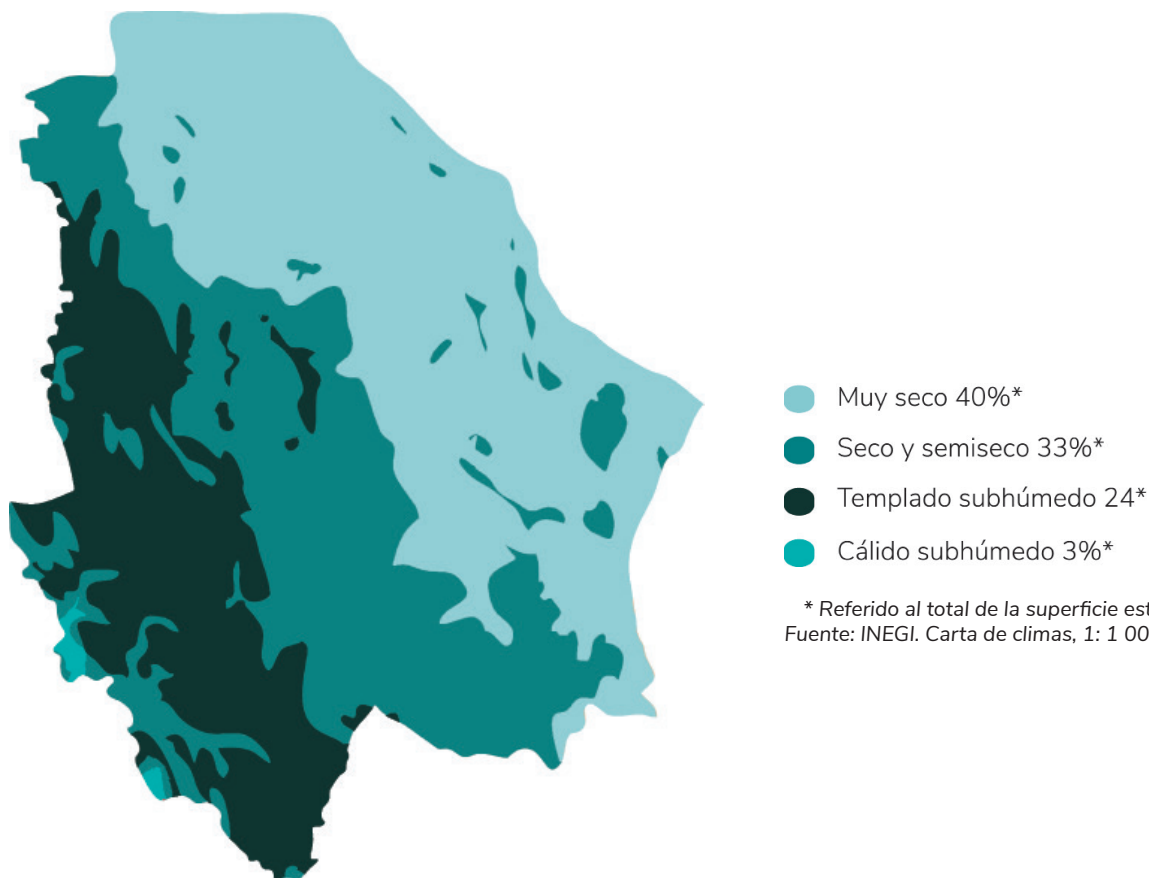 Muy seco 40%*
Seco y semiseco 33%*
Templado subhúmedo 24*
Cálido subhúmedo 3%*
* Referido al total de la superficie
Fuente: INEGI. Carta de climas, 1: 1 00